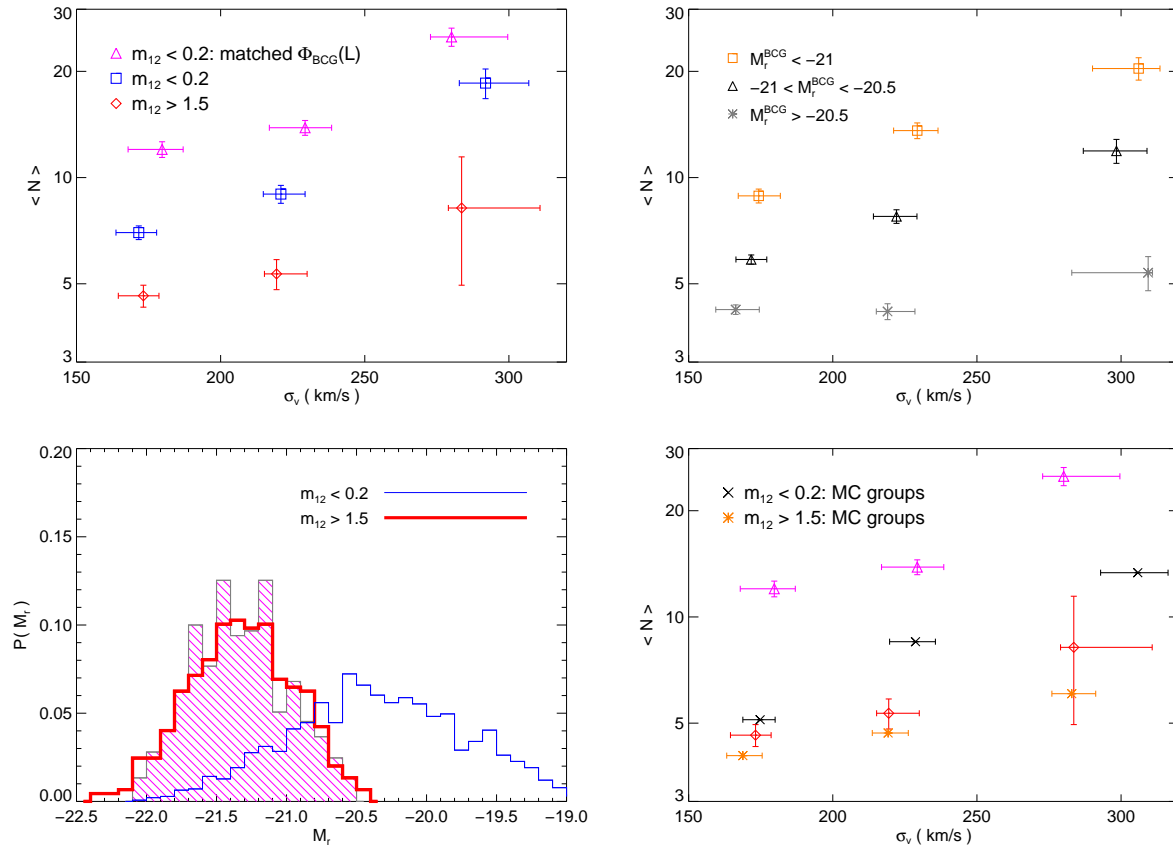 30
20
10
5
3
< N >
m12 < 0.2: matched ΦBCG(L)
m12 < 0.2
m12 > 1.5
150 200 250 300
σv ( km/s )
30
20
10
5
3
< N >
MrBCG < −21
−21 < MrBCG < −20.5
MrBCG > −20.5
150 200 250 300
σv ( km/s )
0.20
0.15
0.10
0.05
0.00
P( Mr )
m12 < 0.2
m12 > 1.5
−22.5 −22.0 −21.5 −21.0 −20.5 −20.0 −19.5 −19.0
Mr
30
20
10
5
3
< N >
m12 < 0.2: MC groups
m12 > 1.5: MC groups
150 200 250 300
σv ( km/s )